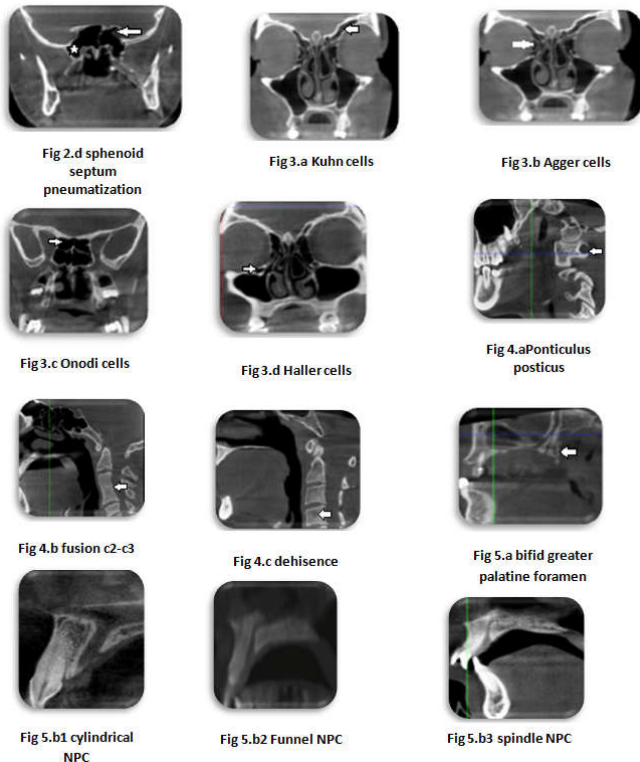 Fig 2.d sphenoid
septum
pneumatization
Fig 3.a Kuhn cells
Fig 3.b Agger cells
Fig 3.c Onodi cells
Fig 3.d Haller cells
Fig 4.aPonticulus
posticus
Fig 4.b fusion c2-c3
Fig 4.c dehisence
Fig 5.a bifid greater
palatine foramen
Fig 5.b1 cylindrical
NPC
Fig 5.b2 Funnel NPC
Fig 5.b3 spindle NPC